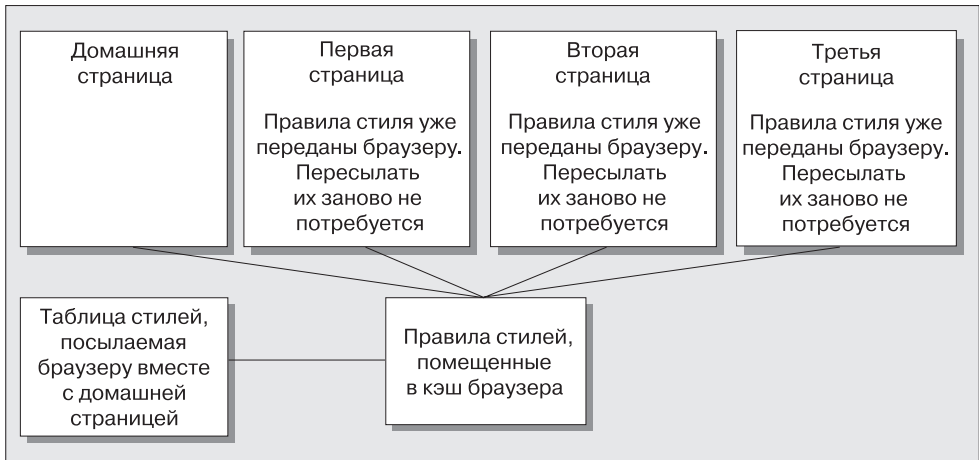 Домашняя
страница
Первая
страница
Правила стиля уже
переданы браузеру.
Пересылать
их заново не
потребуется
Вторая
страница
Правила стиля уже
переданы браузеру.
Пересылать
их заново не
потребуется
Третья
страница
Правила стиля уже
переданы браузеру.
Пересылать
их заново не
потребуется
Таблица стилей,
посылаемая
браузеру вместе
с домашней
страницей
Правила стилей,
помещенные
в кэш браузера